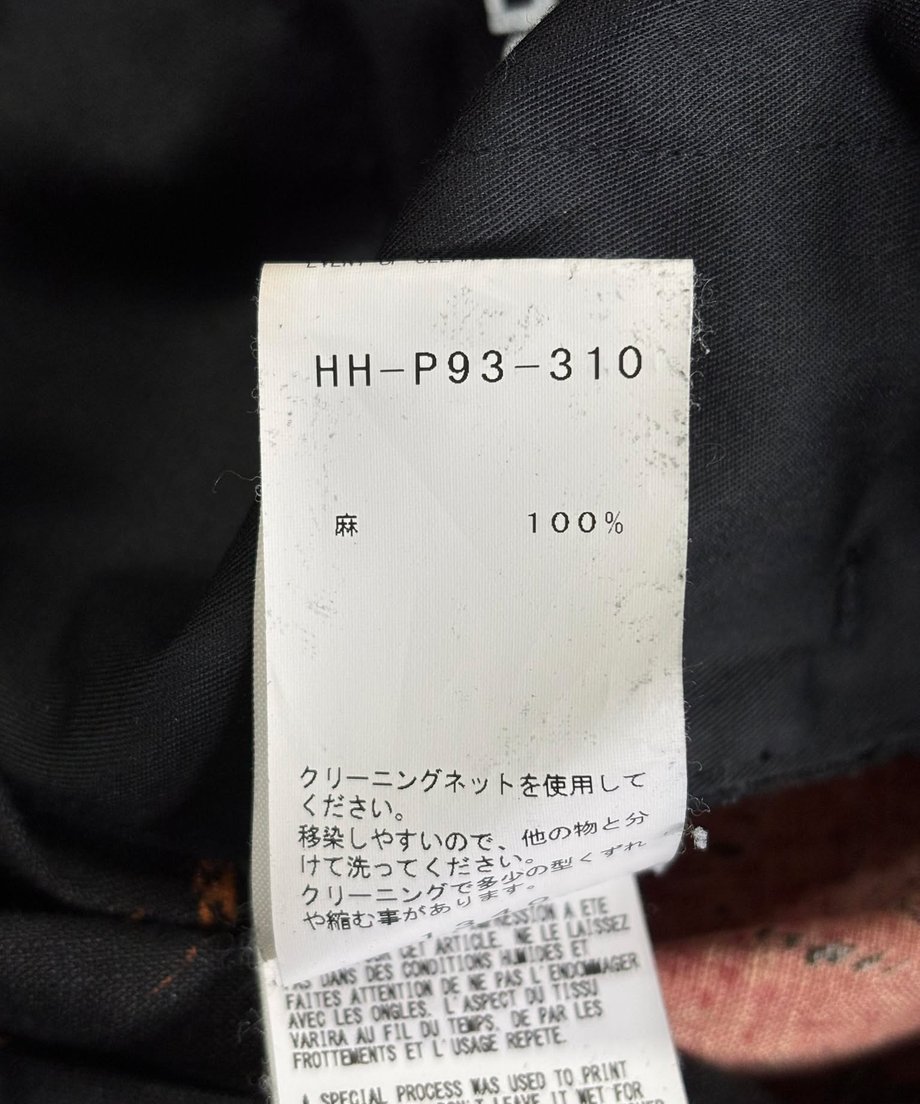 HH-P93-310
麻 100%
クリーニングネットを使用して
ください。
移染しやすいので、他の物と分
けて洗ってください。
クリーニングで多少の型くずれ
や縮む事があります。
A ETE
CET ARTICLE. NE LE LAISSEZ
DANS DES CONDITIONS HUMIDES ET
FAITES ATTENTION DE NE PAS L'ENDOMMAGER
AVEC LES ONGLES. L'ASPECT DU TISSU
VARIRA AU FIL DU TEMPS, DE PAR LES
FROTTEMENTS ET L'USAGE REPETE.
A SPECIAL PROCESS WAS USED TO PRINT
LEAVE IT WET FOR